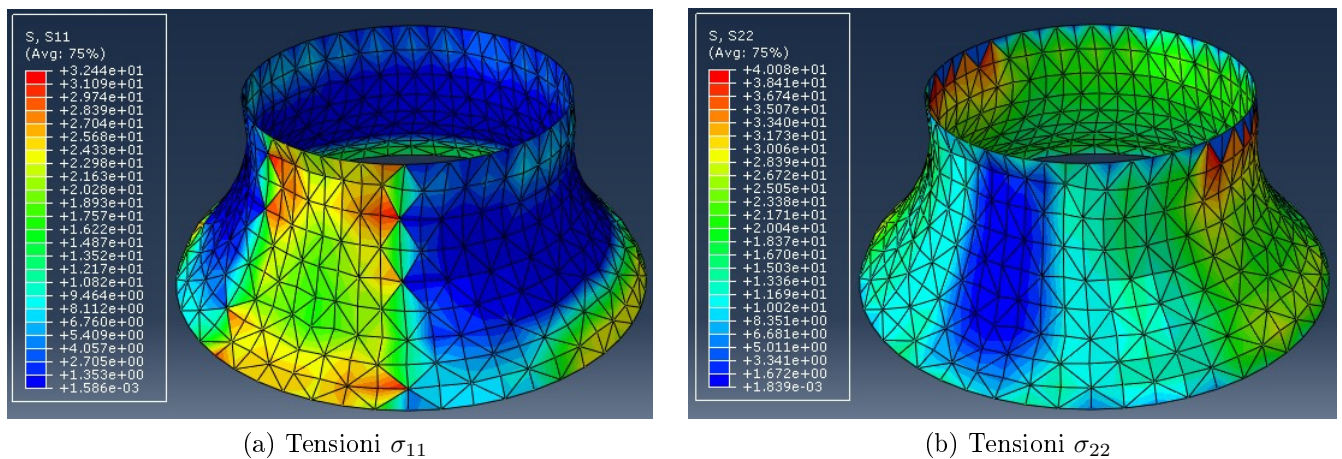 S, S11
(Avg: 75%)
+3.244e+01
+3.109e+01
+2.974e+01
+2.839e+01
+2.704e+01
+2.568e+01
+2.433e+01
+2.298e+01
+2.163e+01
+2.028e+01
+1.893e+01
+1.757e+01
+1.622e+01
+1.487e+01
+1.352e+01
+1.217e+01
+1.082e+01
+9.464e+00
+8.112e+00
+6.760e+00
+5.409e+00
+4.057e+00
+2.705e+00
+1.353e+00
+1.586e-03
S, S22
(Avg: 75%)
+4.008e+01
+3.841e+01
+3.674e+01
+3.507e+01
+3.340e+01
+3.173e+01
+3.006e+01
+2.839e+01
+2.672e+01
+2.505e+01
+2.338e+01
+2.171e+01
+2.004e+01
+1.837e+01
+1.670e+01
+1.503e+01
+1.336e+01
+1.169e+01
+1.002e+01
+8.351e+00
+6.681e+00
+5.011e+00
+3.341e+00
+1.672e+00
+1.839e-03
(a) Tensioni σ11
(b) Tensioni σ22